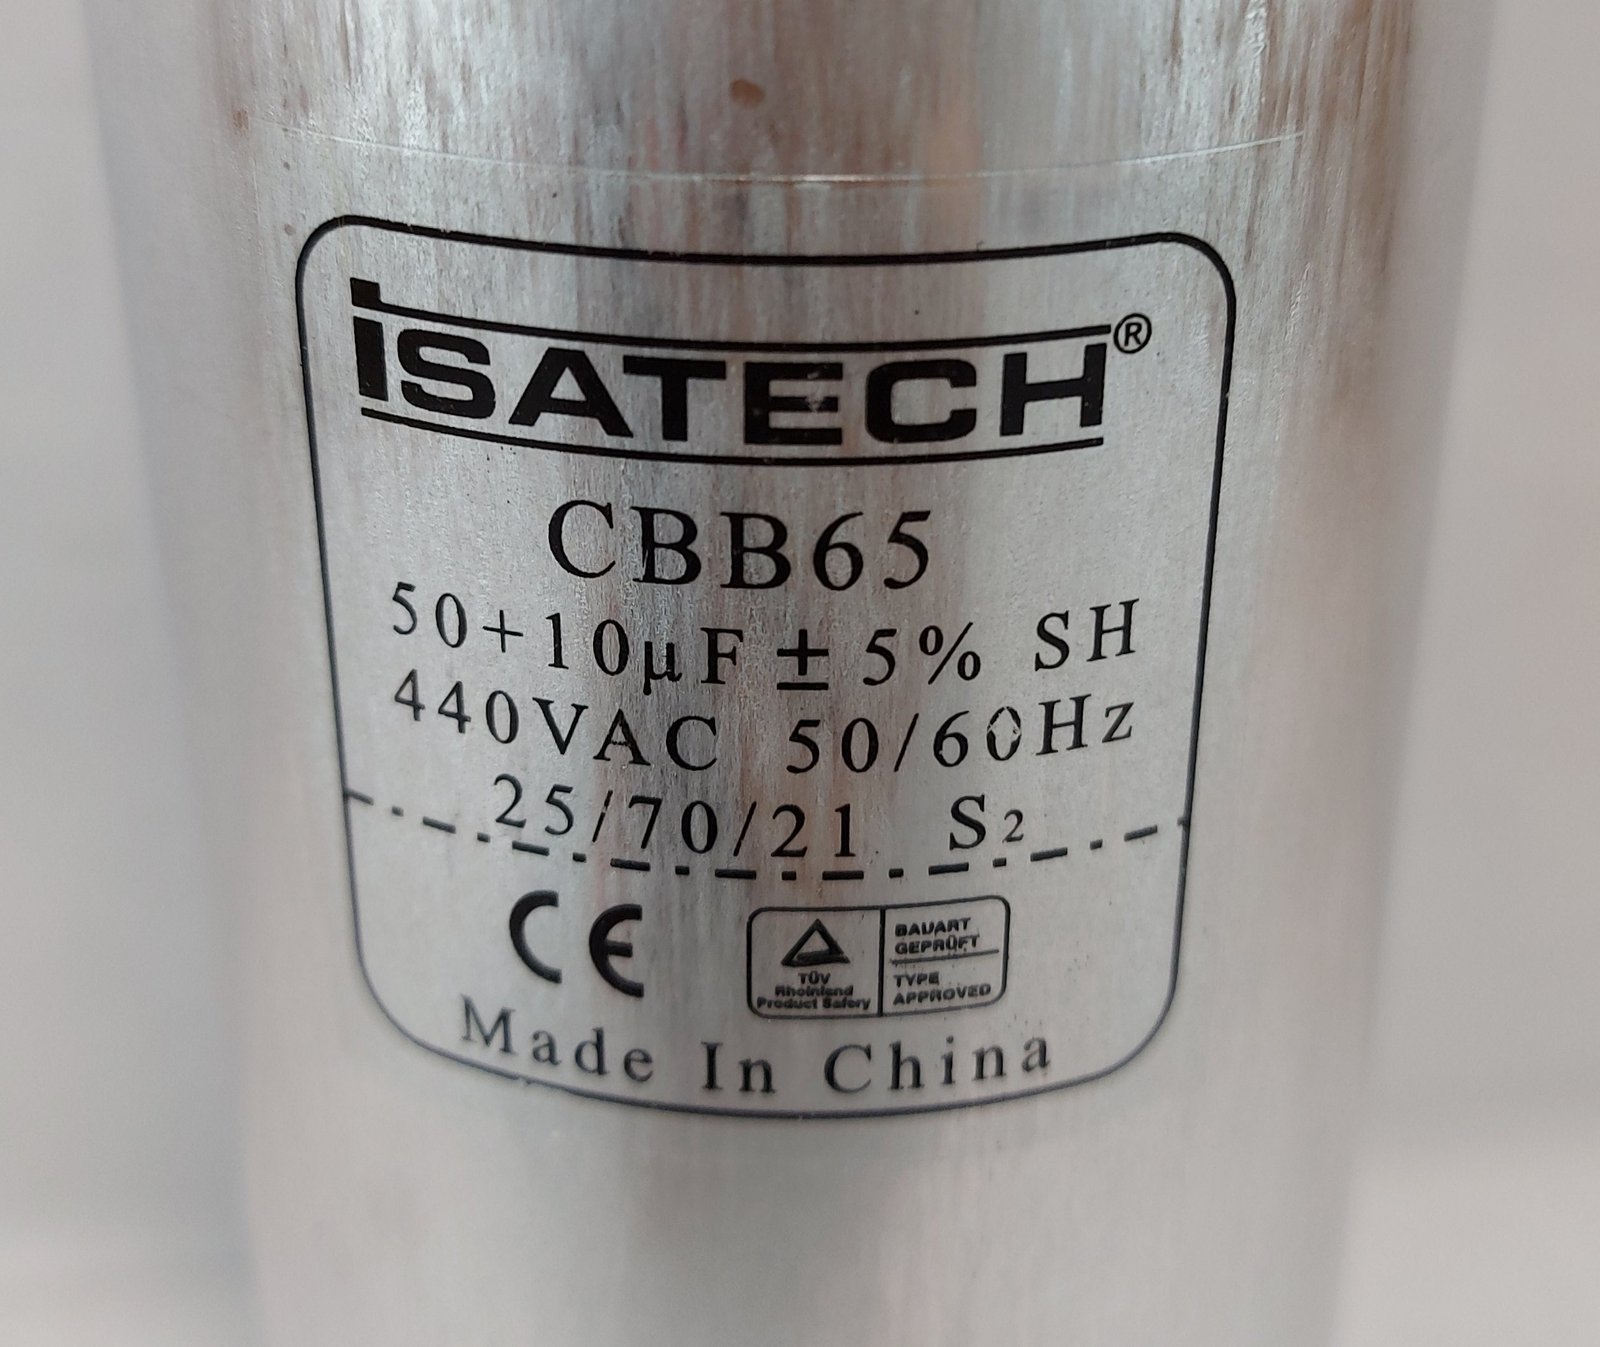 ISATECH®
CBB65
50+10µF ± 5% SH
440VAC 50/60Hz
25/70/21 S2
CE
TÜV
Rheinland
Product Safety
BAUART
GEPRÜFT
TYPE
APPROVED
Made In China